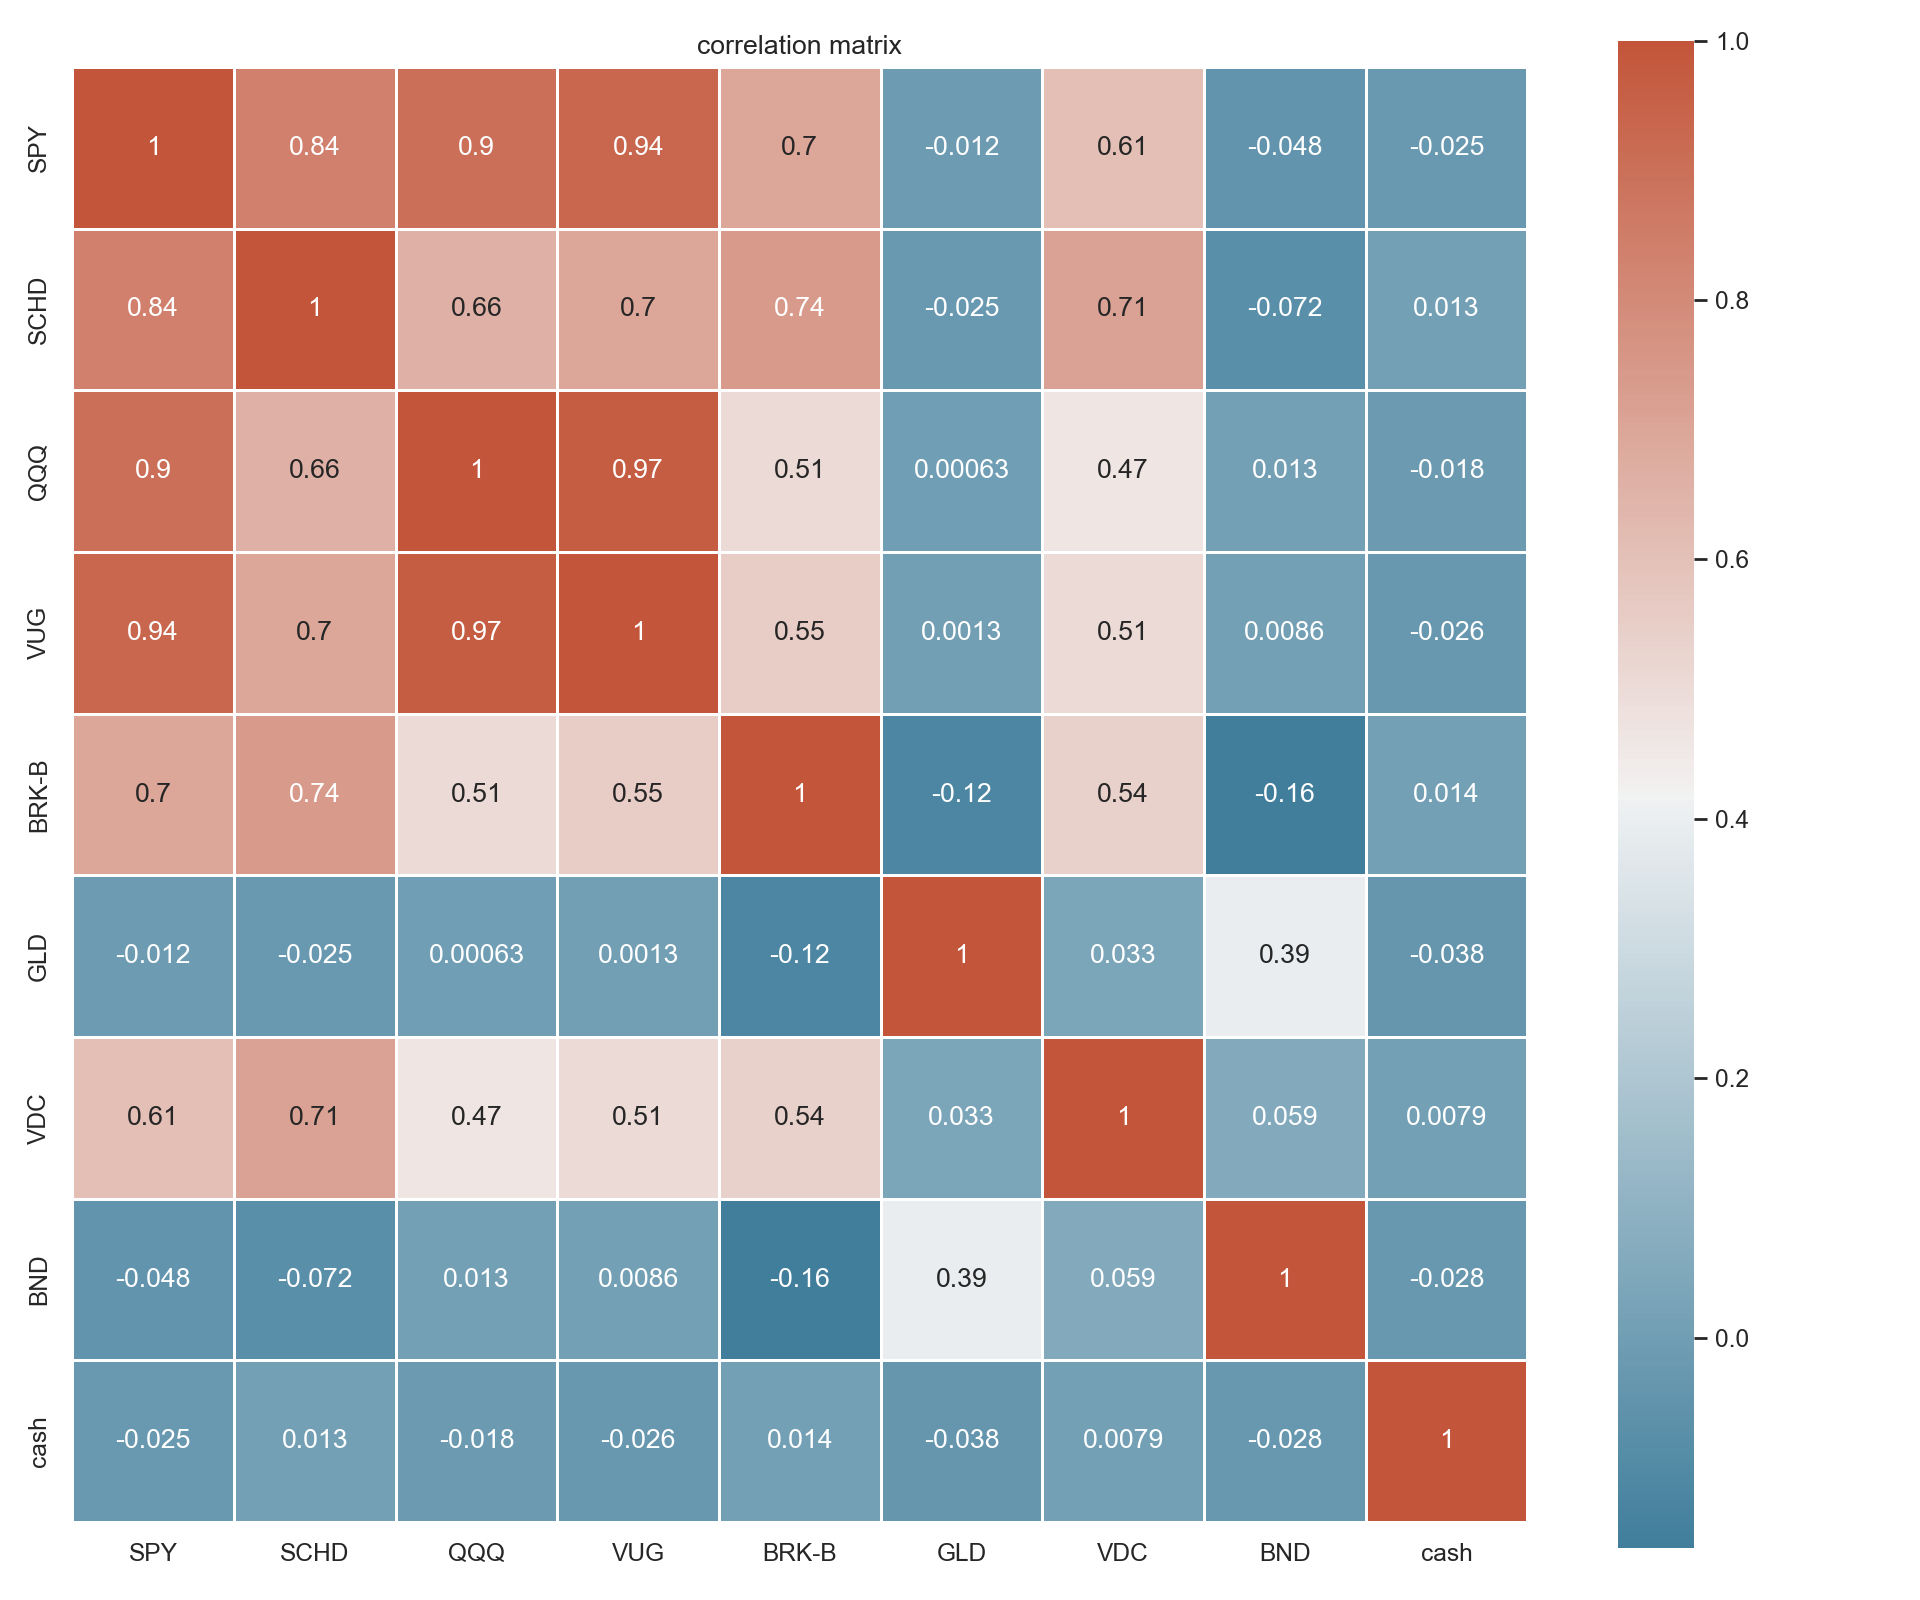 correlation matrix
SPY 1 0.84 0.9 0.94 0.7 -0.012 0.61 -0.048 -0.025
SCHD 0.84 1 0.66 0.7 0.74 -0.025 0.71 -0.072 0.013
QQQ 0.9 0.66 1 0.97 0.51 0.00063 0.47 0.013 -0.018
VUG 0.94 0.7 0.97 1 0.55 0.0013 0.51 0.0086 -0.026
BRK-B 0.7 0.74 0.51 0.55 1 -0.12 0.54 -0.16 0.014
GLD -0.012 -0.025 0.00063 0.0013 -0.12 1 0.033 0.39 -0.038
VDC 0.61 0.71 0.47 0.51 0.54 0.033 1 0.059 0.0079
BND -0.048 -0.072 0.013 0.0086 -0.16 0.39 0.059 1 -0.028
cash -0.025 0.013 -0.018 -0.026 0.014 -0.038 0.0079 -0.028 1
SPY SCHD QQQ VUG BRK-B GLD VDC BND cash
1.0
0.8
0.6
0.4
0.2
0.0